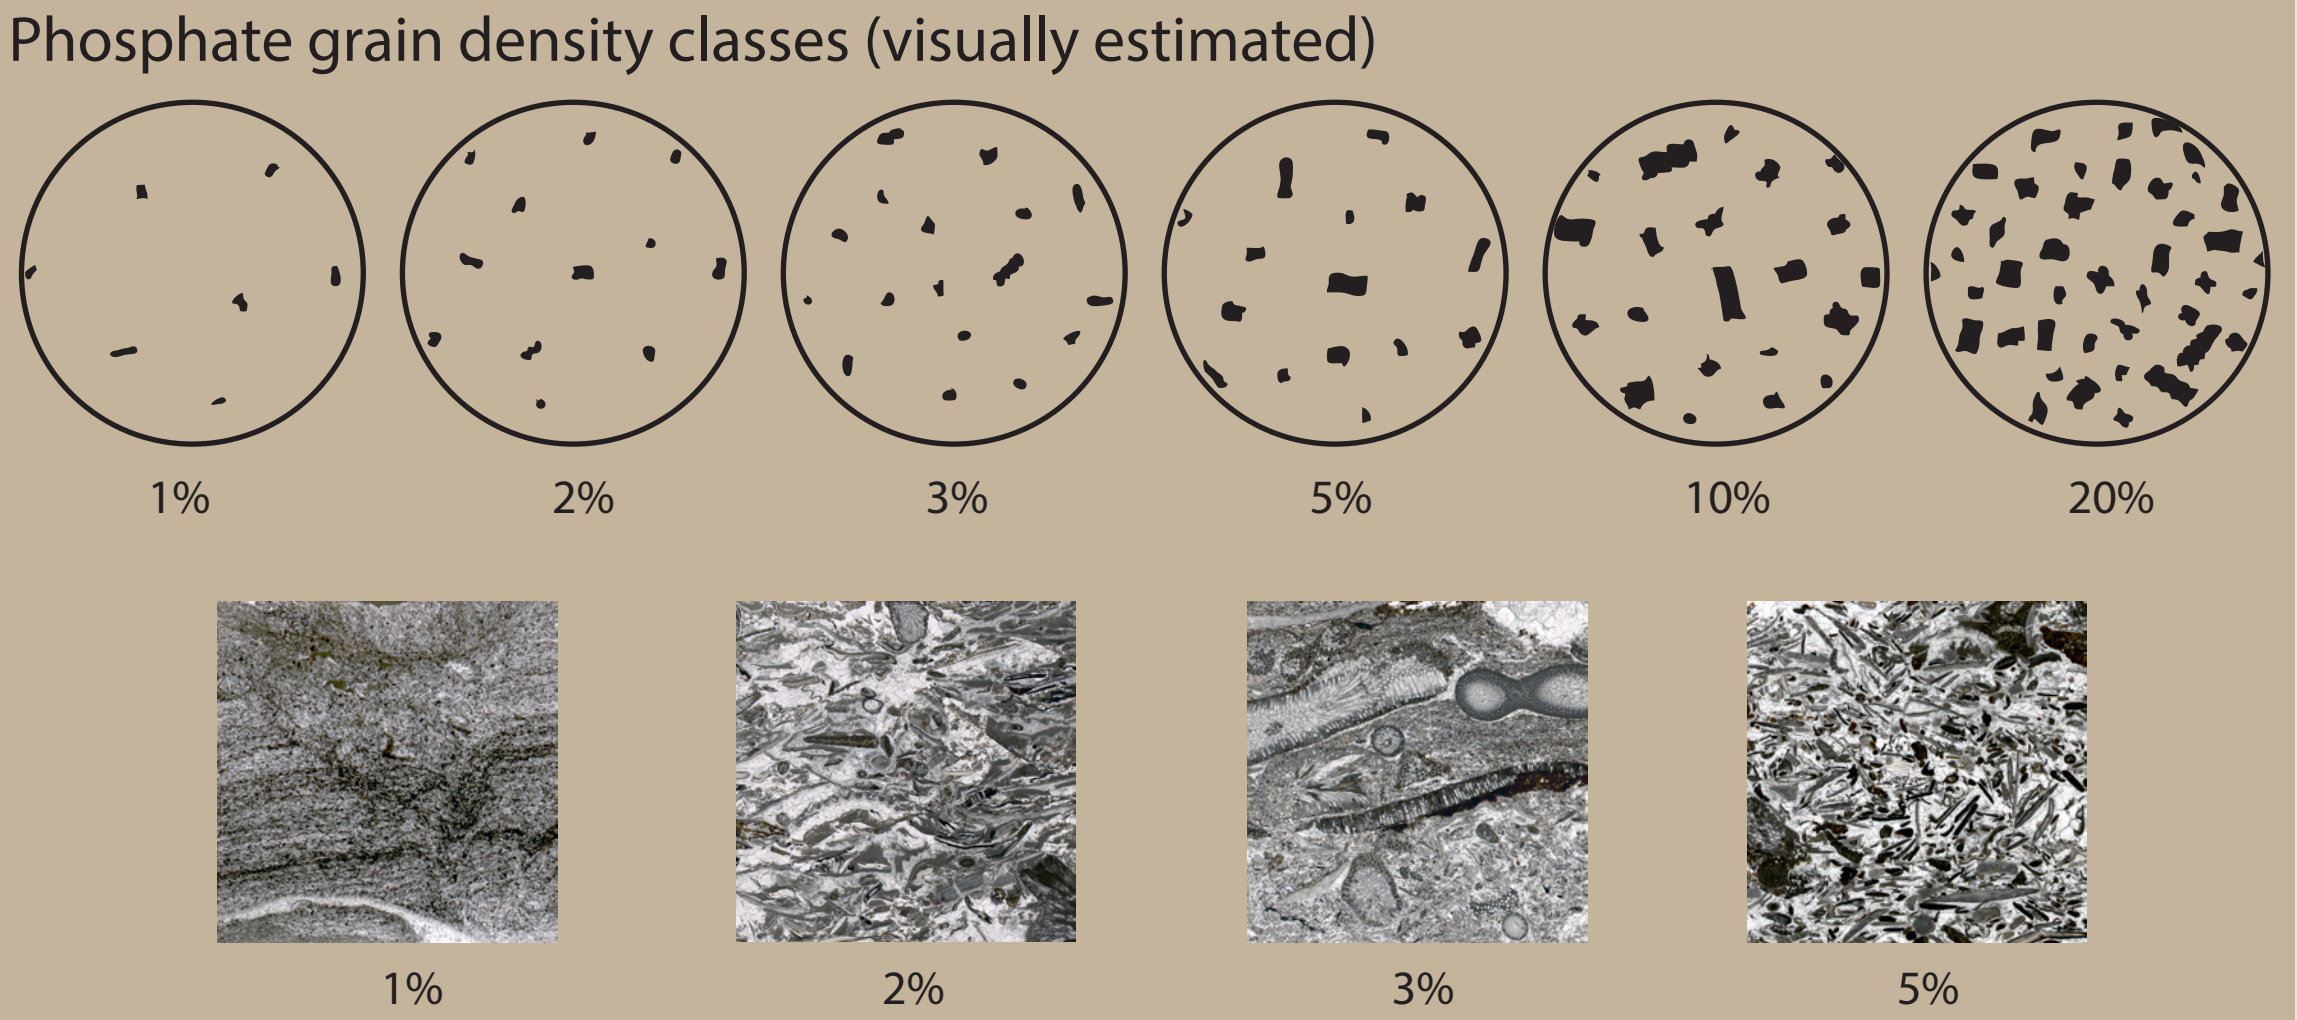 Phosphate grain density classes (visually estimated)
1% 2% 3% 5% 10% 20%
1% 2% 3% 5%